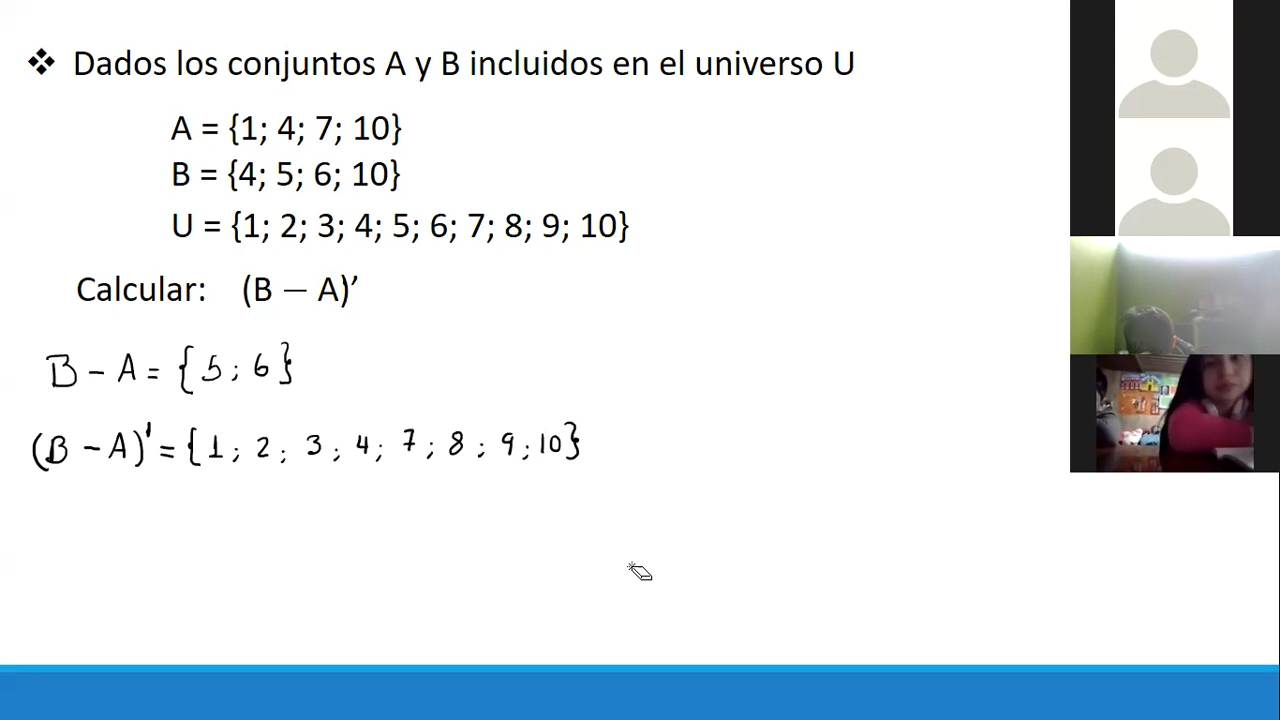 ❖ Dados los conjuntos A y B incluidos en el universo U
A = {1; 4; 7; 10}
B = {4; 5; 6; 10}
U = {1; 2; 3; 4; 5; 6; 7; 8; 9; 10}
Calcular: (B — A)’
B - A = {5; 6}
(B - A)' = {1; 2; 3; 4; 7; 8; 9; 10}